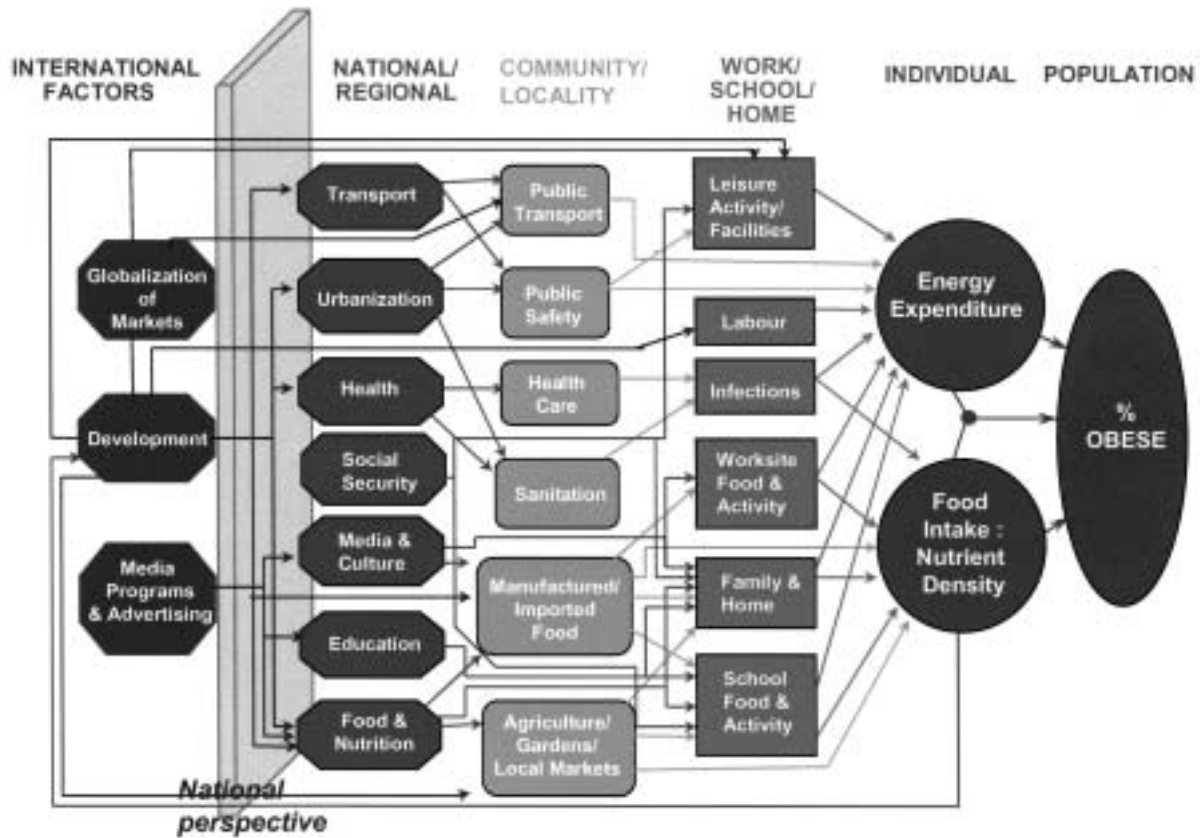 INTERNATIONAL
FACTORS
NATIONAL/
REGIONAL
COMMUNITY/
LOCALITY
WORK/
SCHOOL/
HOME
INDIVIDUAL
POPULATION
Globalization
of
Markets
Development
Media
Programs
& Advertising
Transport
Urbanization
Health
Social
Security
Media &
Culture
Education
Food &
Nutrition
National
perspective
Public
Transport
Public
Safety
Health
Care
Sanitation
Manufactured/
Imported
Food
Agriculture/
Gardens/
Local Markets
Leisure
Activity/
Facilities
Labour
Infections
Worksite
Food &
Activity
Family &
Home
School
Food &
Activity
Energy
Expenditure
Food
Intake :
Nutrient
Density
%
OBESE